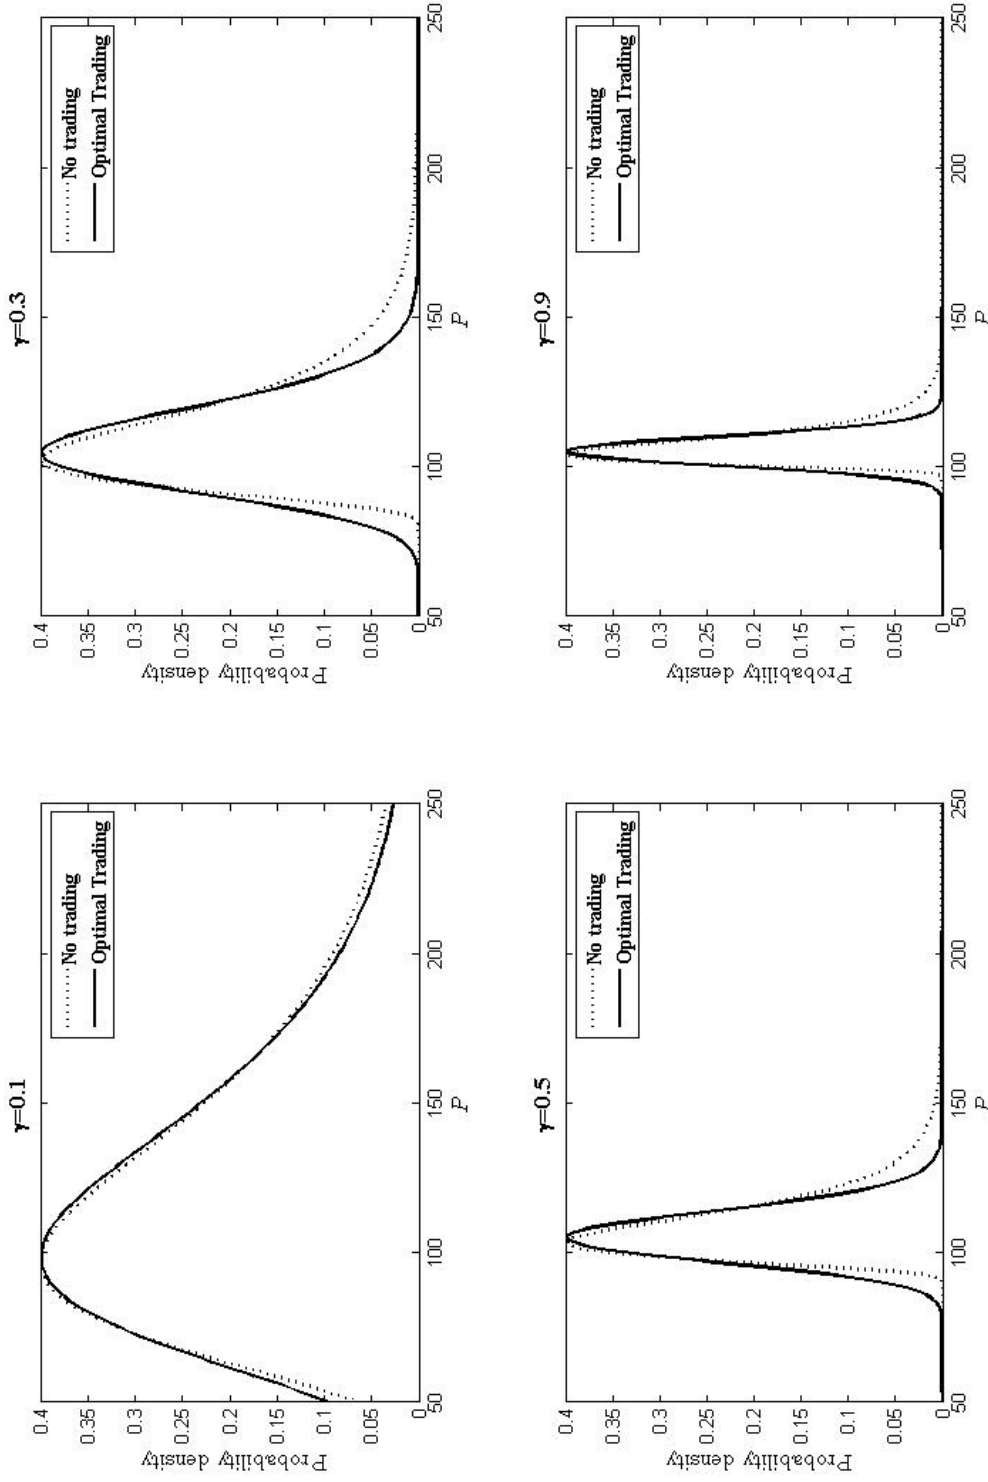 γ=0.1
No trading
Optimal Trading
Probability density
0.4
0.35
0.3
0.25
0.2
0.15
0.1
0.05
0
50
100
150
200
250
P
γ=0.3
No trading
Optimal Trading
Probability density
0.4
0.35
0.3
0.25
0.2
0.15
0.1
0.05
0
50
100
150
200
250
P
γ=0.5
No trading
Optimal Trading
Probability density
0.4
0.35
0.3
0.25
0.2
0.15
0.1
0.05
0
50
100
150
200
250
P
γ=0.9
No trading
Optimal Trading
Probability density
0.4
0.35
0.3
0.25
0.2
0.15
0.1
0.05
0
50
100
150
200
250
P